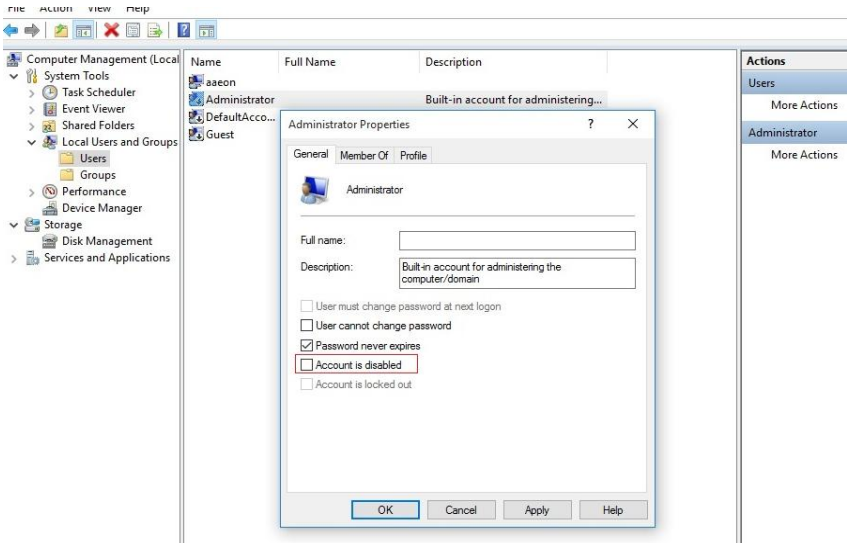 File Action View Help
Computer Management (Local
System Tools
Task Scheduler
Event Viewer
Shared Folders
Local Users and Groups
Users
Groups
Performance
Device Manager
Storage
Disk Management
Services and Applications
Name Full Name Description
aaeon
Administrator Built-in account for administering...
DefaultAcco...
Guest
Administrator Properties
General Member Of Profile
Administrator
Full name:
Description: Built-in account for administering the
computer/domain
User must change password at next logon
User cannot change password
Password never expires
Account is disabled
Account is locked out
OK Cancel Apply Help
Actions
Users
More Actions
Administrator
More Actions